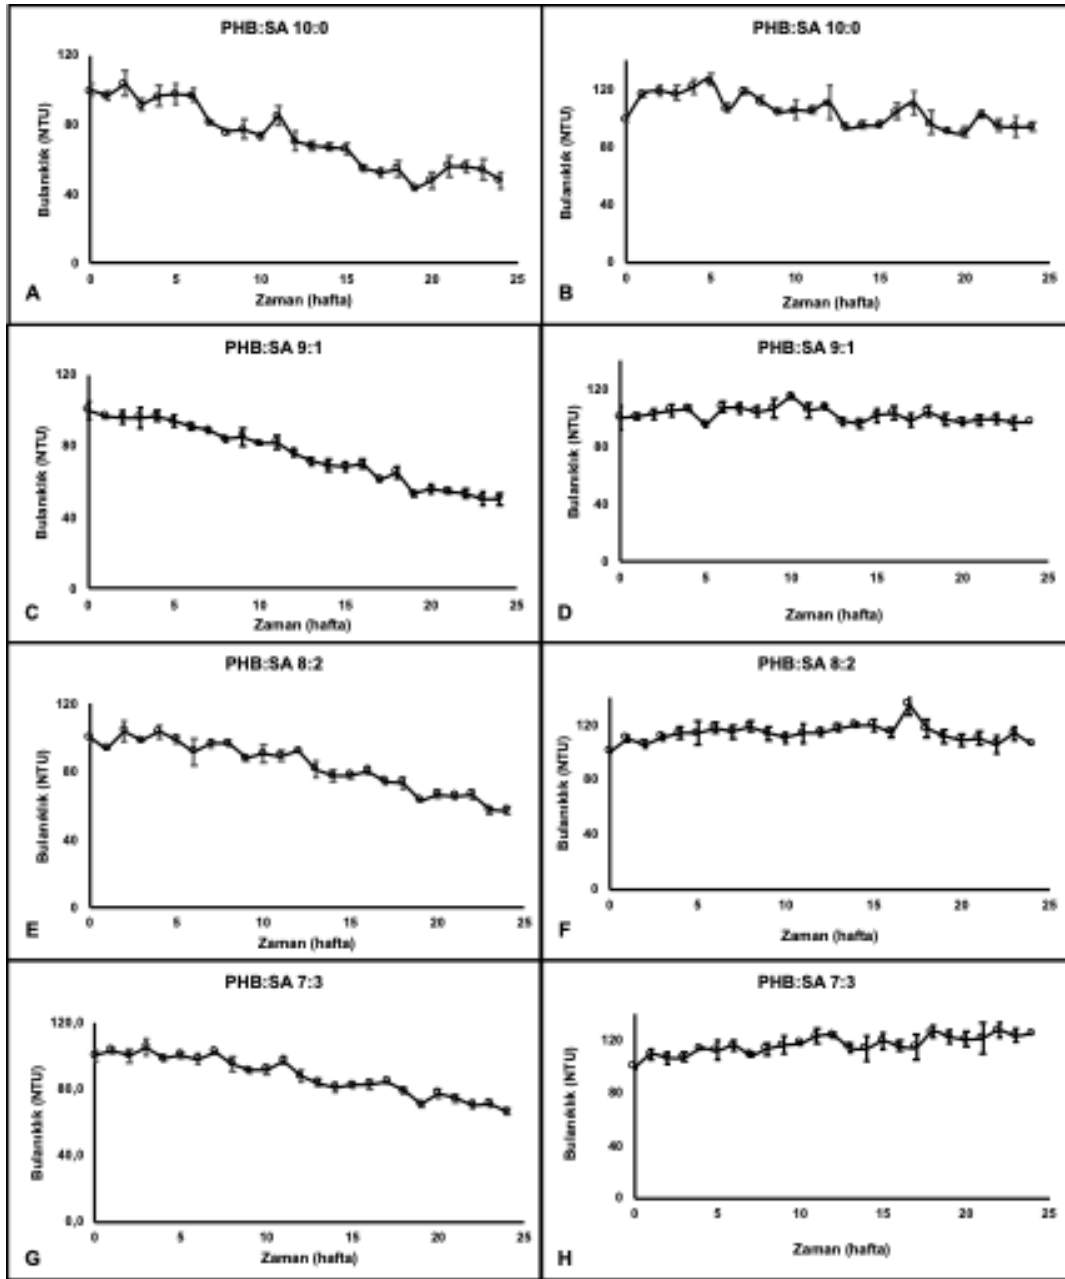 PHB:SA 10:0
120
80
40
0
Bulanıklık (NTU)
0 5 10 15 20 25
Zaman (hafta)
A
PHB:SA 10:0
120
80
40
0
Bulanıklık (NTU)
0 5 10 15 20 25
Zaman (hafta)
B
PHB:SA 9:1
120
80
40
0
Bulanıklık (NTU)
0 5 10 15 20 25
Zaman (hafta)
C
PHB:SA 9:1
120
80
40
0
Bulanıklık (NTU)
0 5 10 15 20 25
Zaman (hafta)
D
PHB:SA 8:2
120
80
40
0
Bulanıklık (NTU)
0 5 10 15 20 25
Zaman (hafta)
E
PHB:SA 8:2
120
80
40
0
Bulanıklık (NTU)
0 5 10 15 20 25
Zaman (hafta)
F
PHB:SA 7:3
120,0
80,0
40,0
0,0
Bulanıklık (NTU)
0 5 10 15 20 25
Zaman (hafta)
G
PHB:SA 7:3
120
80
40
0
Bulanıklık (NTU)
0 5 10 15 20 25
Zaman (hafta)
H